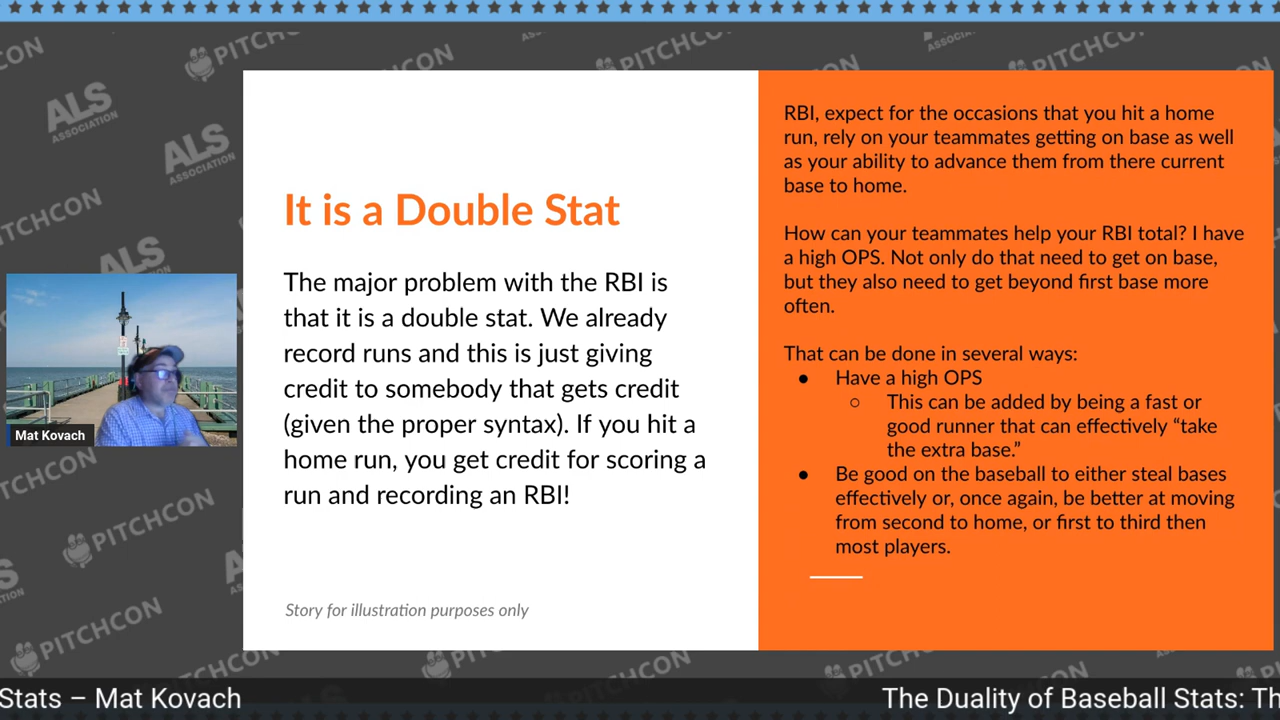 PITCHCON
ALS
ASSOCIATION
It is a Double Stat
The major problem with the RBI is
that it is a double stat. We already
record runs and this is just giving
credit to somebody that gets credit
(given the proper syntax). If you hit a
home run, you get credit for scoring a
run and recording an RBI!
Story for illustration purposes only
RBI, expect for the occasions that you hit a home
run, rely on your teammates getting on base as well
as your ability to advance them from there current
base to home.
How can your teammates help your RBI total? I have
a high OPS. Not only do that need to get on base,
but they also need to get beyond first base more
often.
That can be done in several ways:
● Have a high OPS
○ This can be added by being a fast or
good runner that can effectively “take
the extra base.”
● Be good on the baseball to either steal bases
effectively or, once again, be better at moving
from second to home, or first to third then
most players.
Mat Kovach
Stats – Mat Kovach
The Duality of Baseball Stats: Th